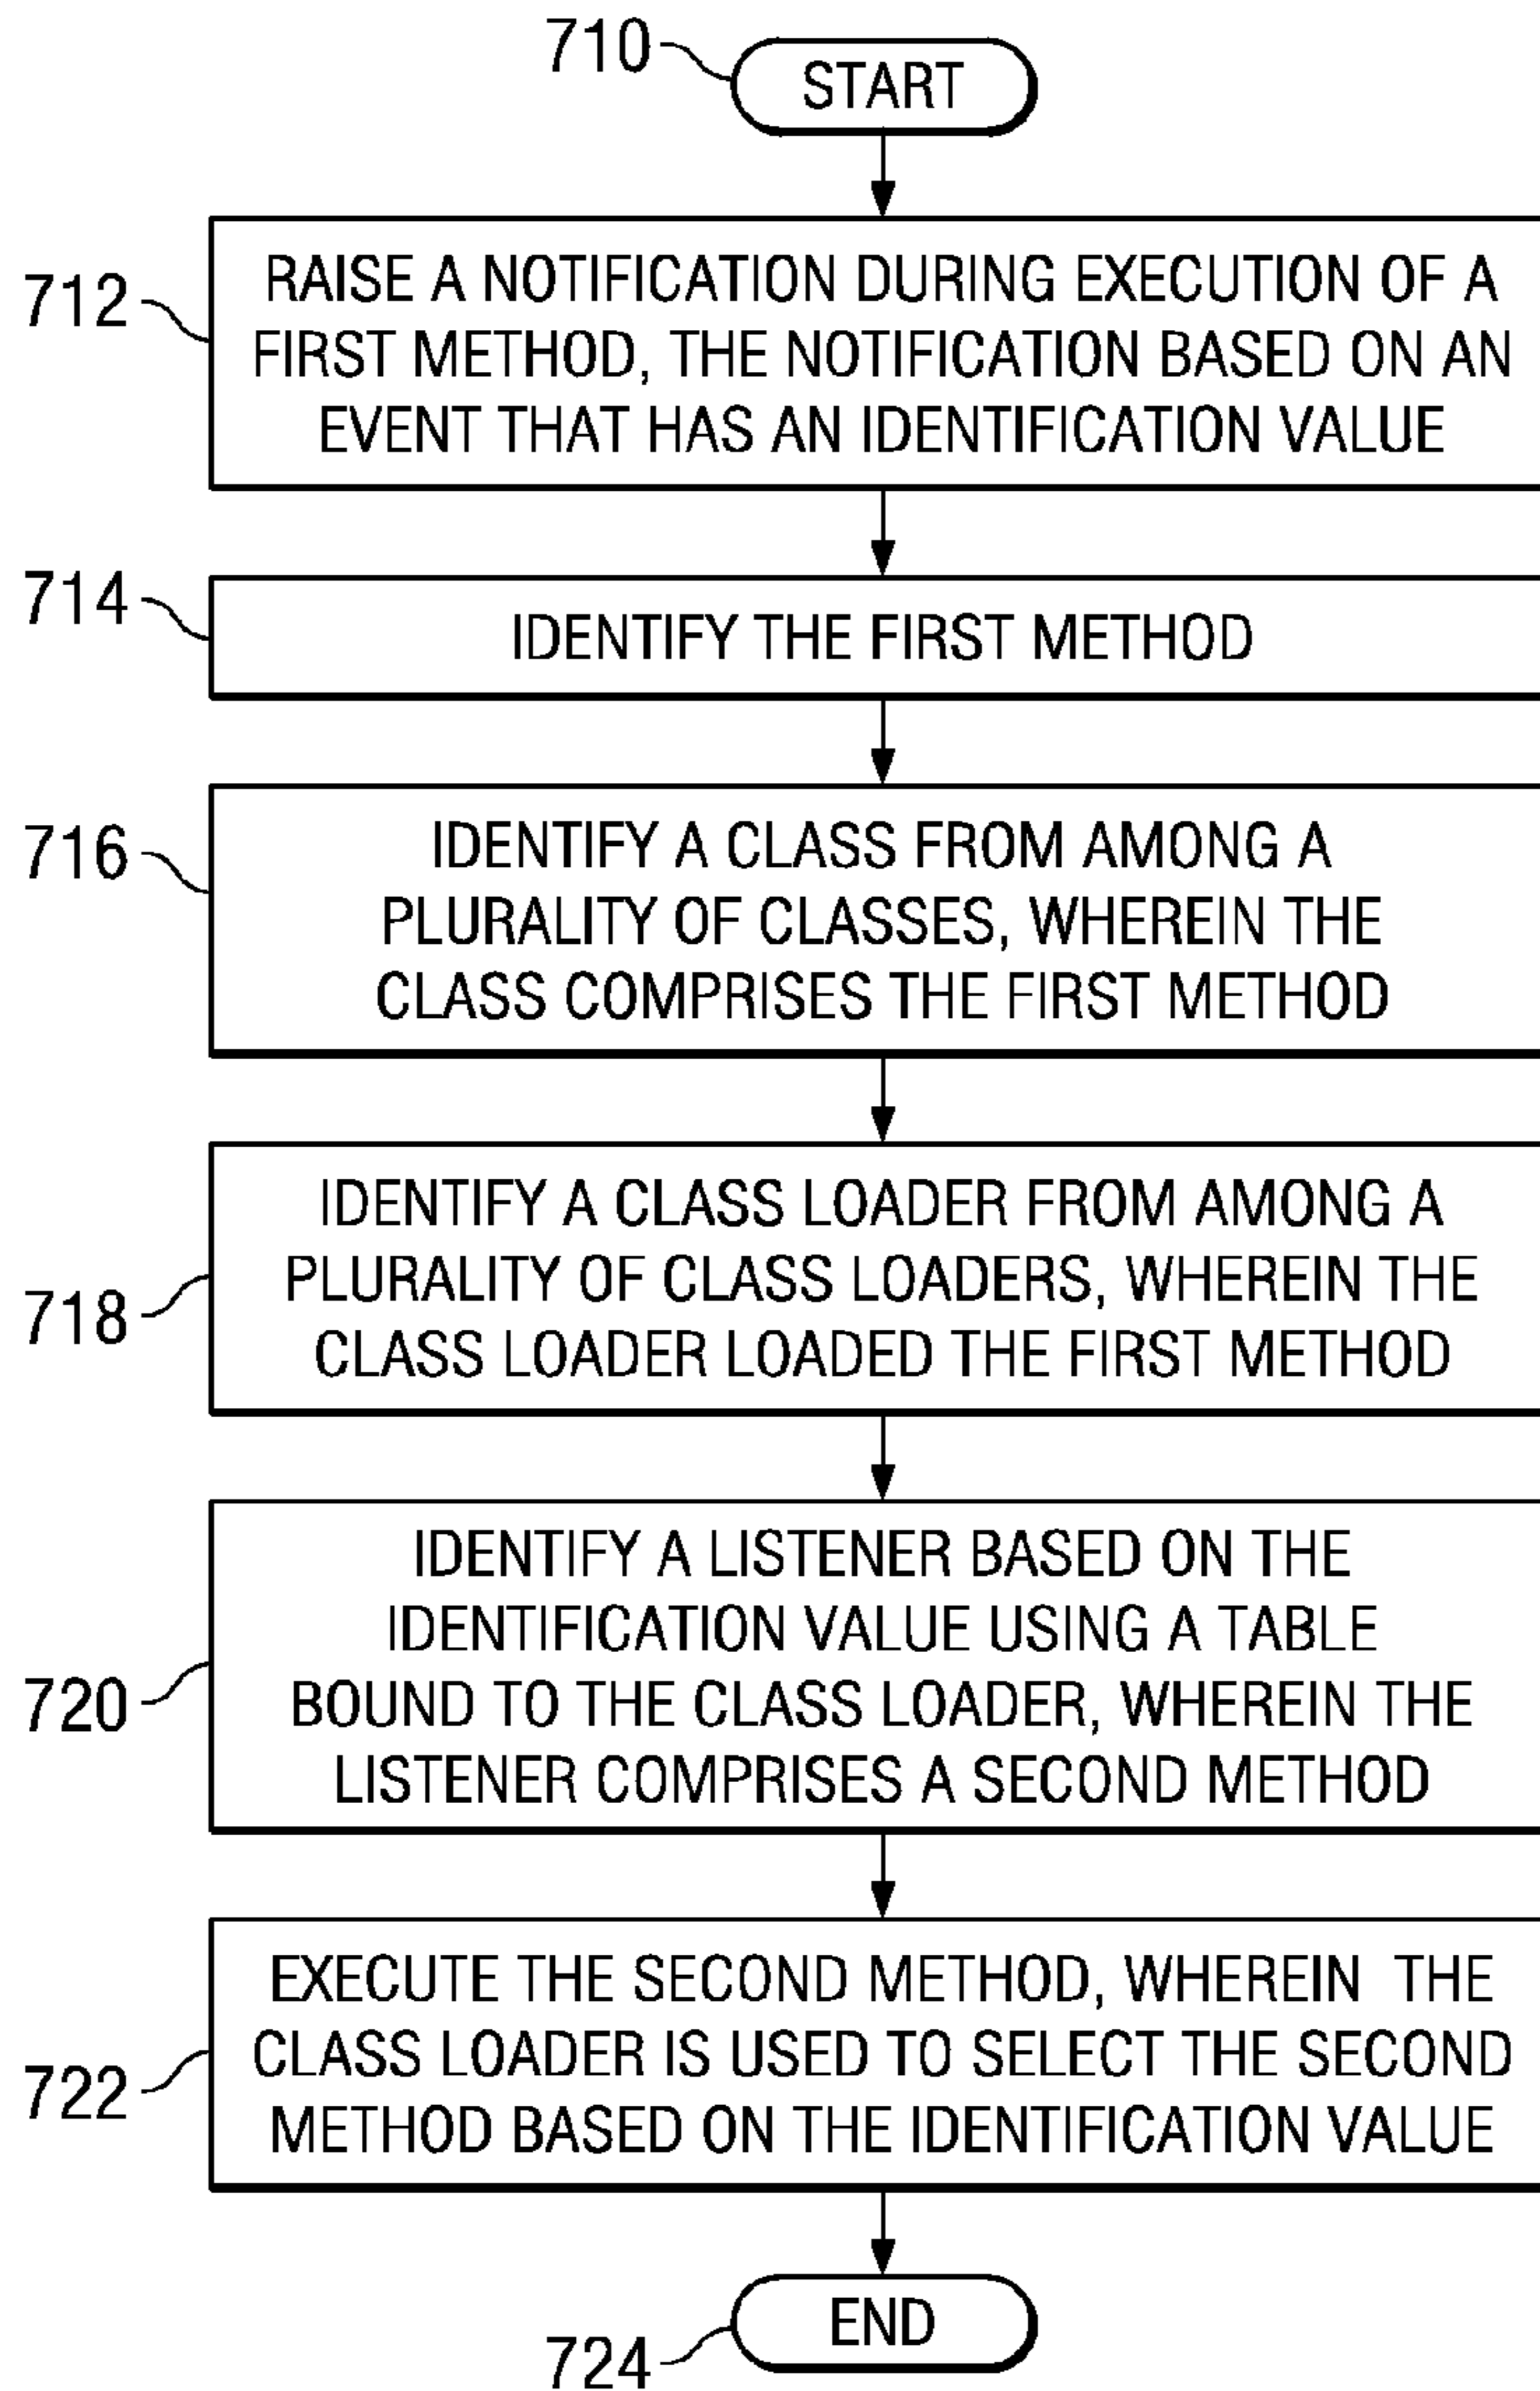 710
START
712
RAISE A NOTIFICATION DURING EXECUTION OF A
FIRST METHOD, THE NOTIFICATION BASED ON AN
EVENT THAT HAS AN IDENTIFICATION VALUE
714
IDENTIFY THE FIRST METHOD
716
IDENTIFY A CLASS FROM AMONG A
PLURALITY OF CLASSES, WHEREIN THE
CLASS COMPRISES THE FIRST METHOD
718
IDENTIFY A CLASS LOADER FROM AMONG A
PLURALITY OF CLASS LOADERS, WHEREIN THE
CLASS LOADER LOADED THE FIRST METHOD
720
IDENTIFY A LISTENER BASED ON THE
IDENTIFICATION VALUE USING A TABLE
BOUND TO THE CLASS LOADER, WHEREIN THE
LISTENER COMPRISES A SECOND METHOD
722
EXECUTE THE SECOND METHOD, WHEREIN THE
CLASS LOADER IS USED TO SELECT THE SECOND
METHOD BASED ON THE IDENTIFICATION VALUE
END
724